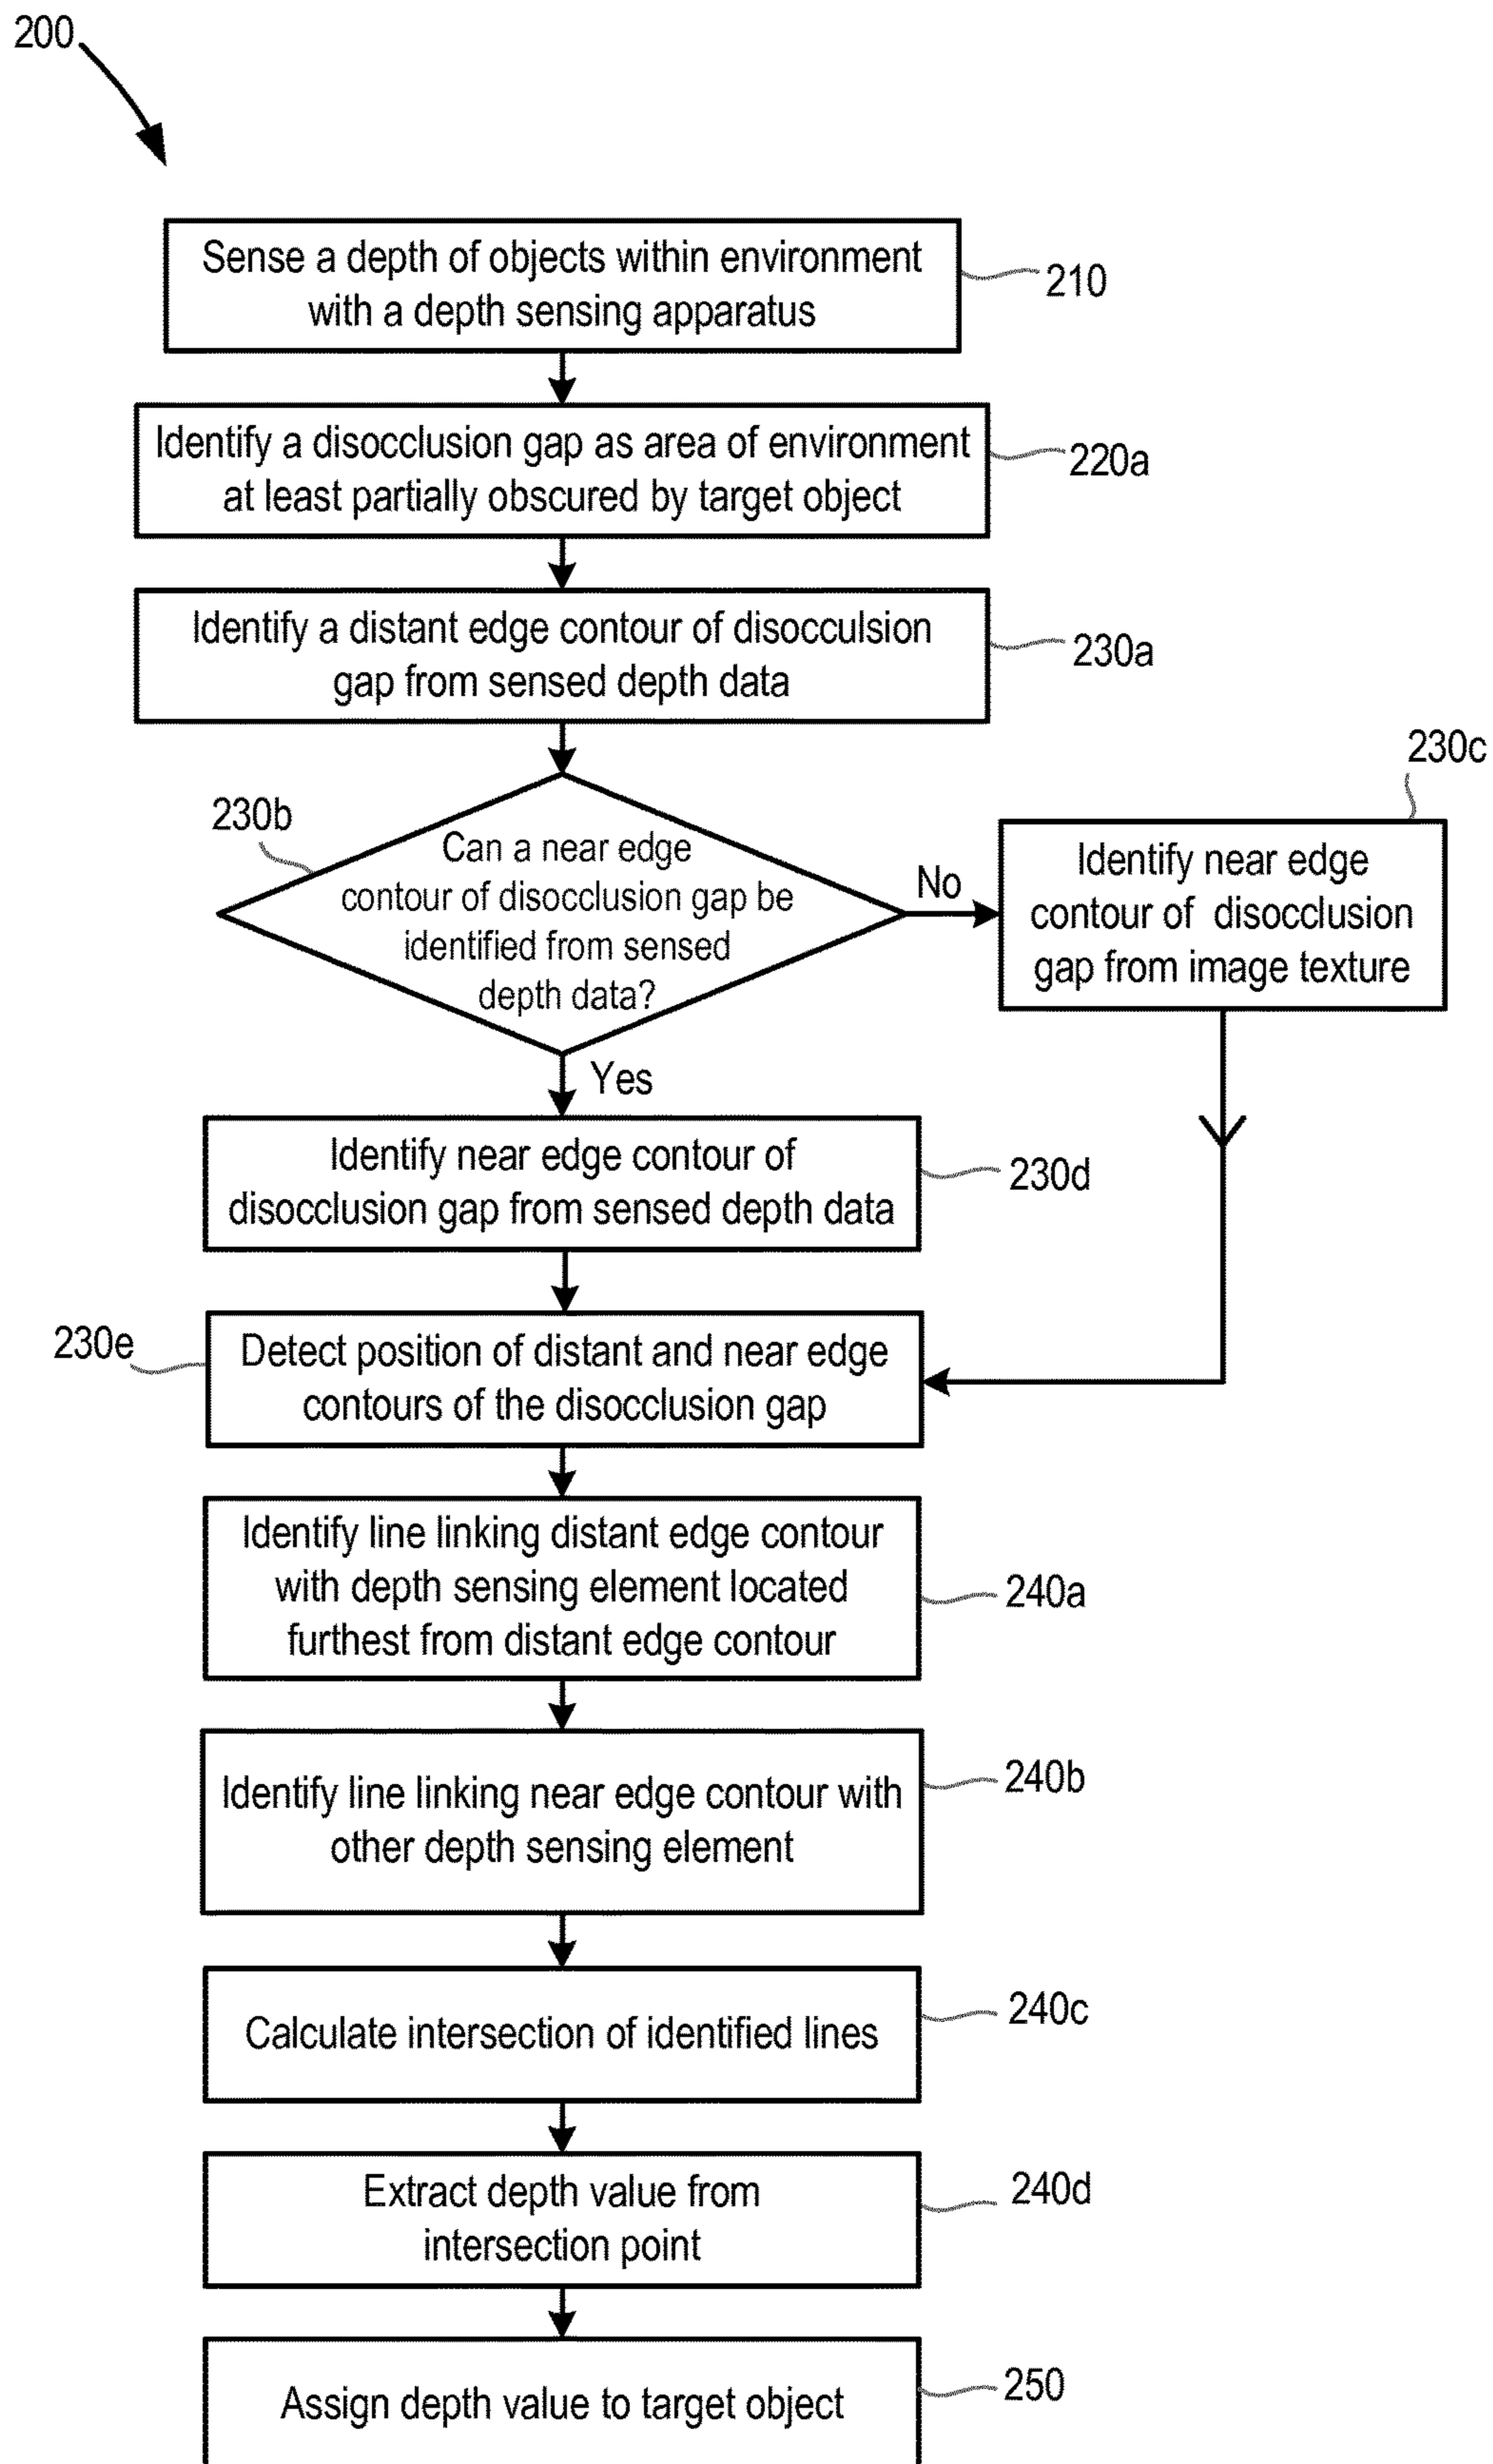 200
Sense a depth of objects within environment
with a depth sensing apparatus
210
Identify a disocclusion gap as area of environment
at least partially obscured by target object
220a
Identify a distant edge contour of disocculsion
gap from sensed depth data
230a
230b
Can a near edge
contour of disocclusion gap be
identified from sensed
depth data?
No
230c
Identify near edge
contour of disocclusion
gap from image texture
Yes
Identify near edge contour of
disocclusion gap from sensed depth data
230d
230e
Detect position of distant and near edge
contours of the disocclusion gap
Identify line linking distant edge contour
with depth sensing element located
furthest from distant edge contour
240a
Identify line linking near edge contour with
other depth sensing element
240b
Calculate intersection of identified lines
240c
Extract depth value from
intersection point
240d
Assign depth value to target object
250